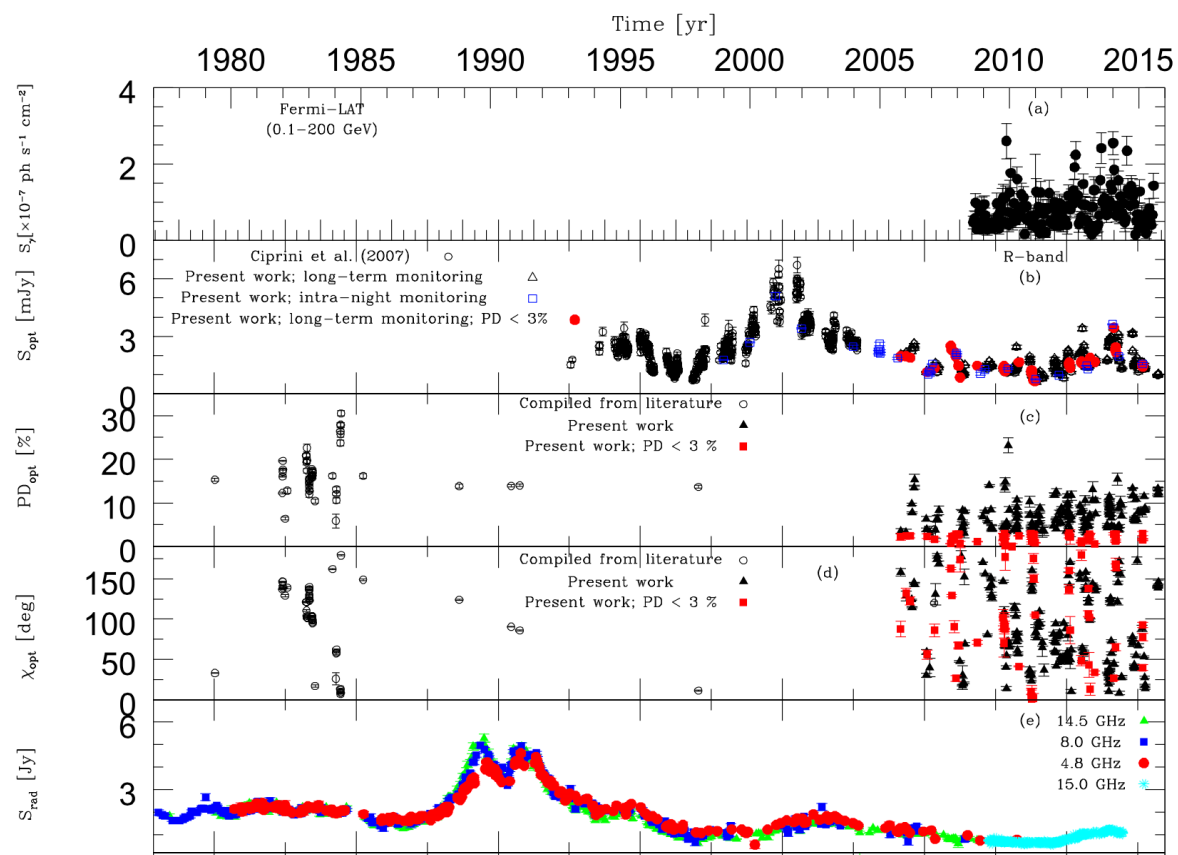 Time [yr]
1980 1985 1990 1995 2000 2005 2010 2015
4
2
0
Sγ[×10⁻⁷ ph s⁻¹ cm⁻²]
Fermi-LAT
(0.1-200 GeV)
(a)
6
3
0
S_opt [mJy]
Ciprini et al. (2007)
Present work; long-term monitoring
Present work; intra-night monitoring
Present work; long-term monitoring; PD < 3%
R-band
(b)
30
20
10
0
PD_opt [%]
Compiled from literature
Present work
Present work; PD < 3 %
(c)
150
100
50
0
χ_opt [deg]
Compiled from literature
Present work
Present work; PD < 3 %
(d)
6
3
S_rad [Jy]
(e)
14.5 GHz
8.0 GHz
4.8 GHz
15.0 GHz